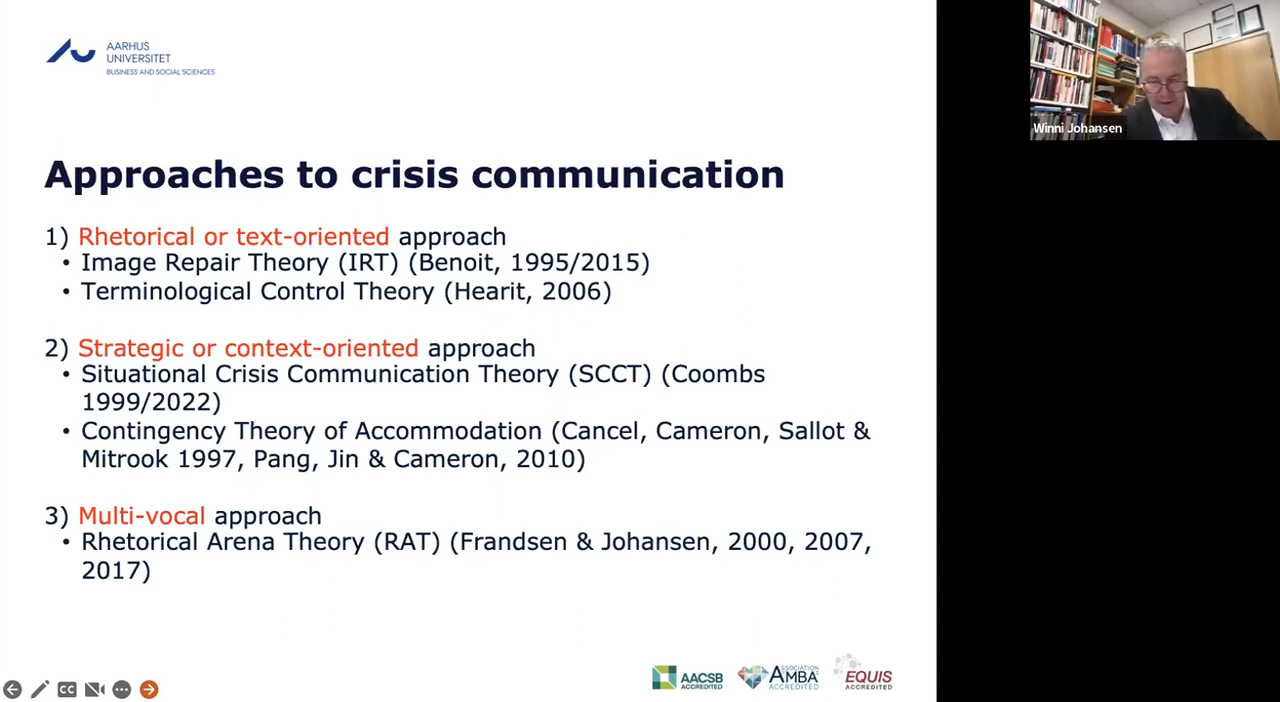 AARHUS
UNIVERSITET
BUSINESS AND SOCIAL SCIENCES
Winni Johansen
Approaches to crisis communication
1) Rhetorical or text-oriented approach
• Image Repair Theory (IRT) (Benoit, 1995/2015)
• Terminological Control Theory (Hearit, 2006)
2) Strategic or context-oriented approach
• Situational Crisis Communication Theory (SCCT) (Coombs
1999/2022)
• Contingency Theory of Accommodation (Cancel, Cameron, Sallot &
Mitrook 1997, Pang, Jin & Cameron, 2010)
3) Multi-vocal approach
• Rhetorical Arena Theory (RAT) (Frandsen & Johansen, 2000, 2007,
2017)
CC
AACSB
ACCREDITED
ASSOCIATION
AMBA
ACCREDITED
EQUIS
ACCREDITED